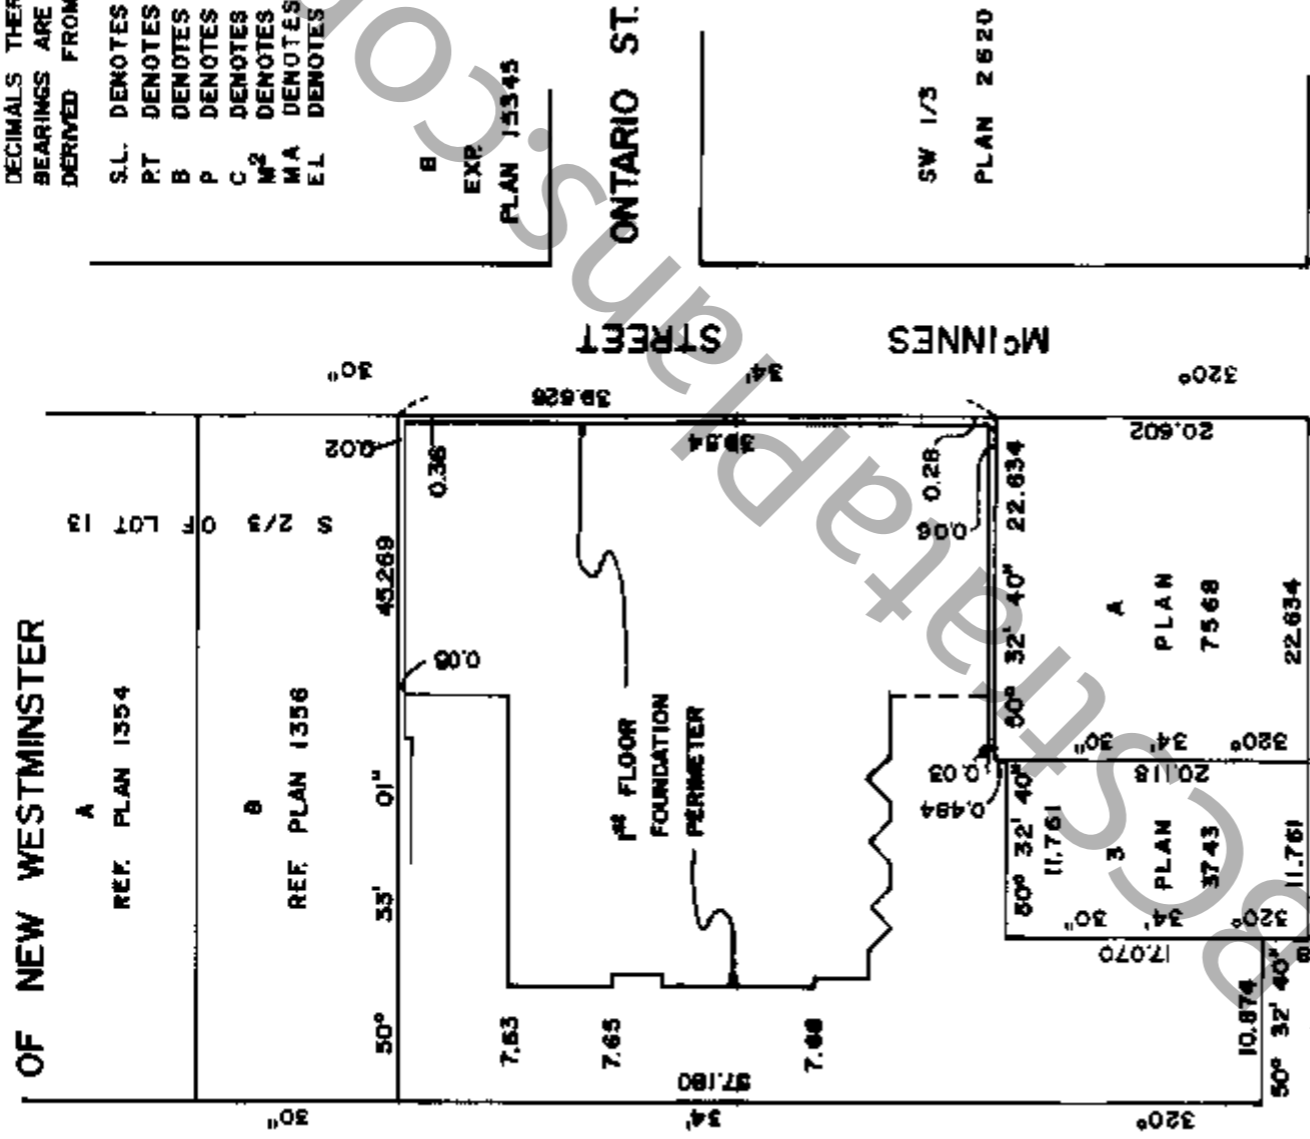 DECIMALS THER
BEARINGS ARE
DERIVED FROM
S.L. DENOTES
P.T DENOTES
B DENOTES
P DENOTES
C DENOTES
M² DENOTES
M A DENOTES
E L DENOTES
B
EXP.
PLAN 15345
ONTARIO ST.
SW 1/3
PLAN 2620
McINNES STREET
320° 34' 30"
OF NEW WESTMINSTER
A
REF. PLAN 1354
S 2/3 OF LOT 13
B
REF. PLAN 1356
50° 33' 01" 45.269
0.02
0.36
39.626
39.54
0.05
0.28
0.06
20.602
1st FLOOR
FOUNDATION
PERIMETER
0.03
0.484
50° 32' 40" 22.634
A
PLAN
7568
22.634
320° 34' 30"
20.118
50° 32' 40"
11.761
3
PLAN
3743
11.761
320° 34' 30"
17.070
10.874
50° 32' 40"
7.53
7.65
7.68
37.180
320° 34' 30"
BCStrataplans.co